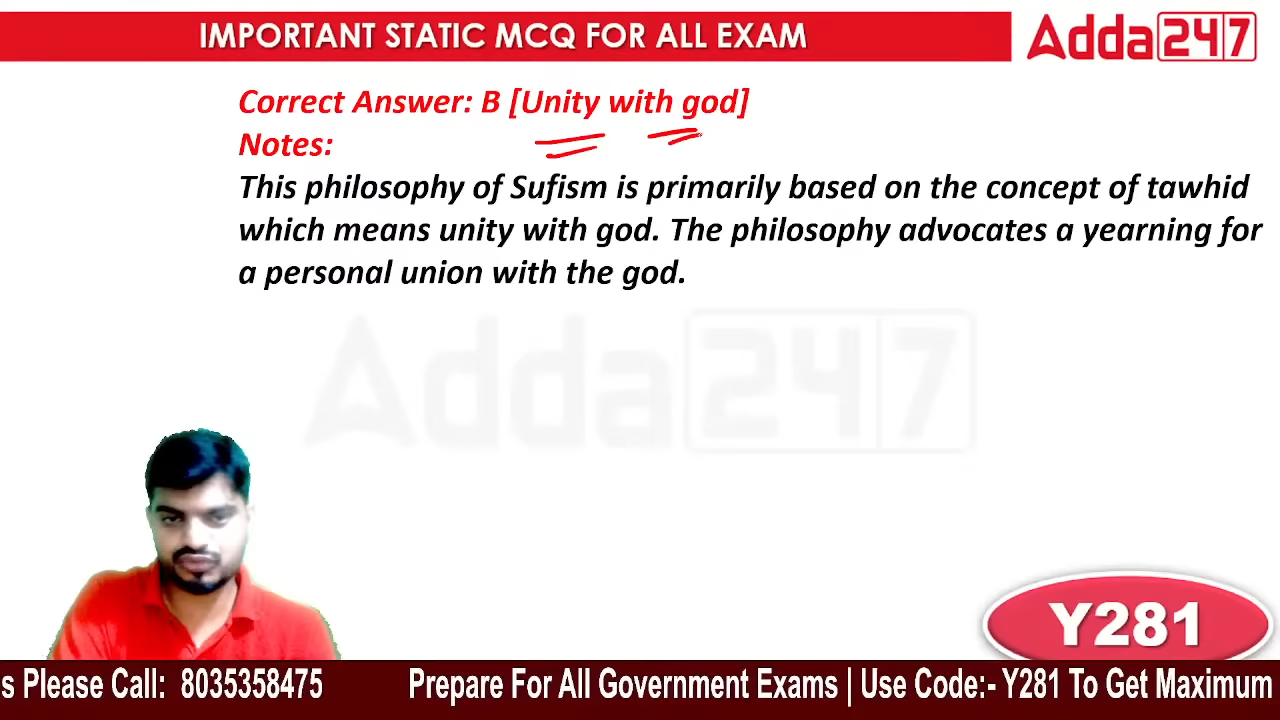 IMPORTANT STATIC MCQ FOR ALL EXAM
Adda247
Correct Answer: B [Unity with god]
Notes:
This philosophy of Sufism is primarily based on the concept of tawhid
which means unity with god. The philosophy advocates a yearning for
a personal union with the god.
Adda247
Y281
s Please Call: 8035358475 Prepare For All Government Exams | Use Code:- Y281 To Get Maximum